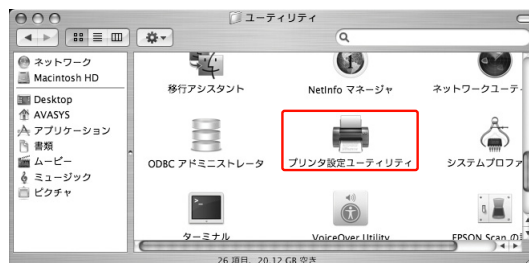 ユーティリティ
ネットワーク
Macintosh HD
Desktop
AVASYS
アプリケーション
書類
ムービー
ミュージック
ピクチャ
移行アシスタント
NetInfo マネージャ
ネットワークユーテ
ODBC アドミニストレータ
プリンタ設定ユーティリティ
システムプロファ
ターミナル
VoiceOver Utility
EPSON Scan の
26 項目、20.12 GB 空き